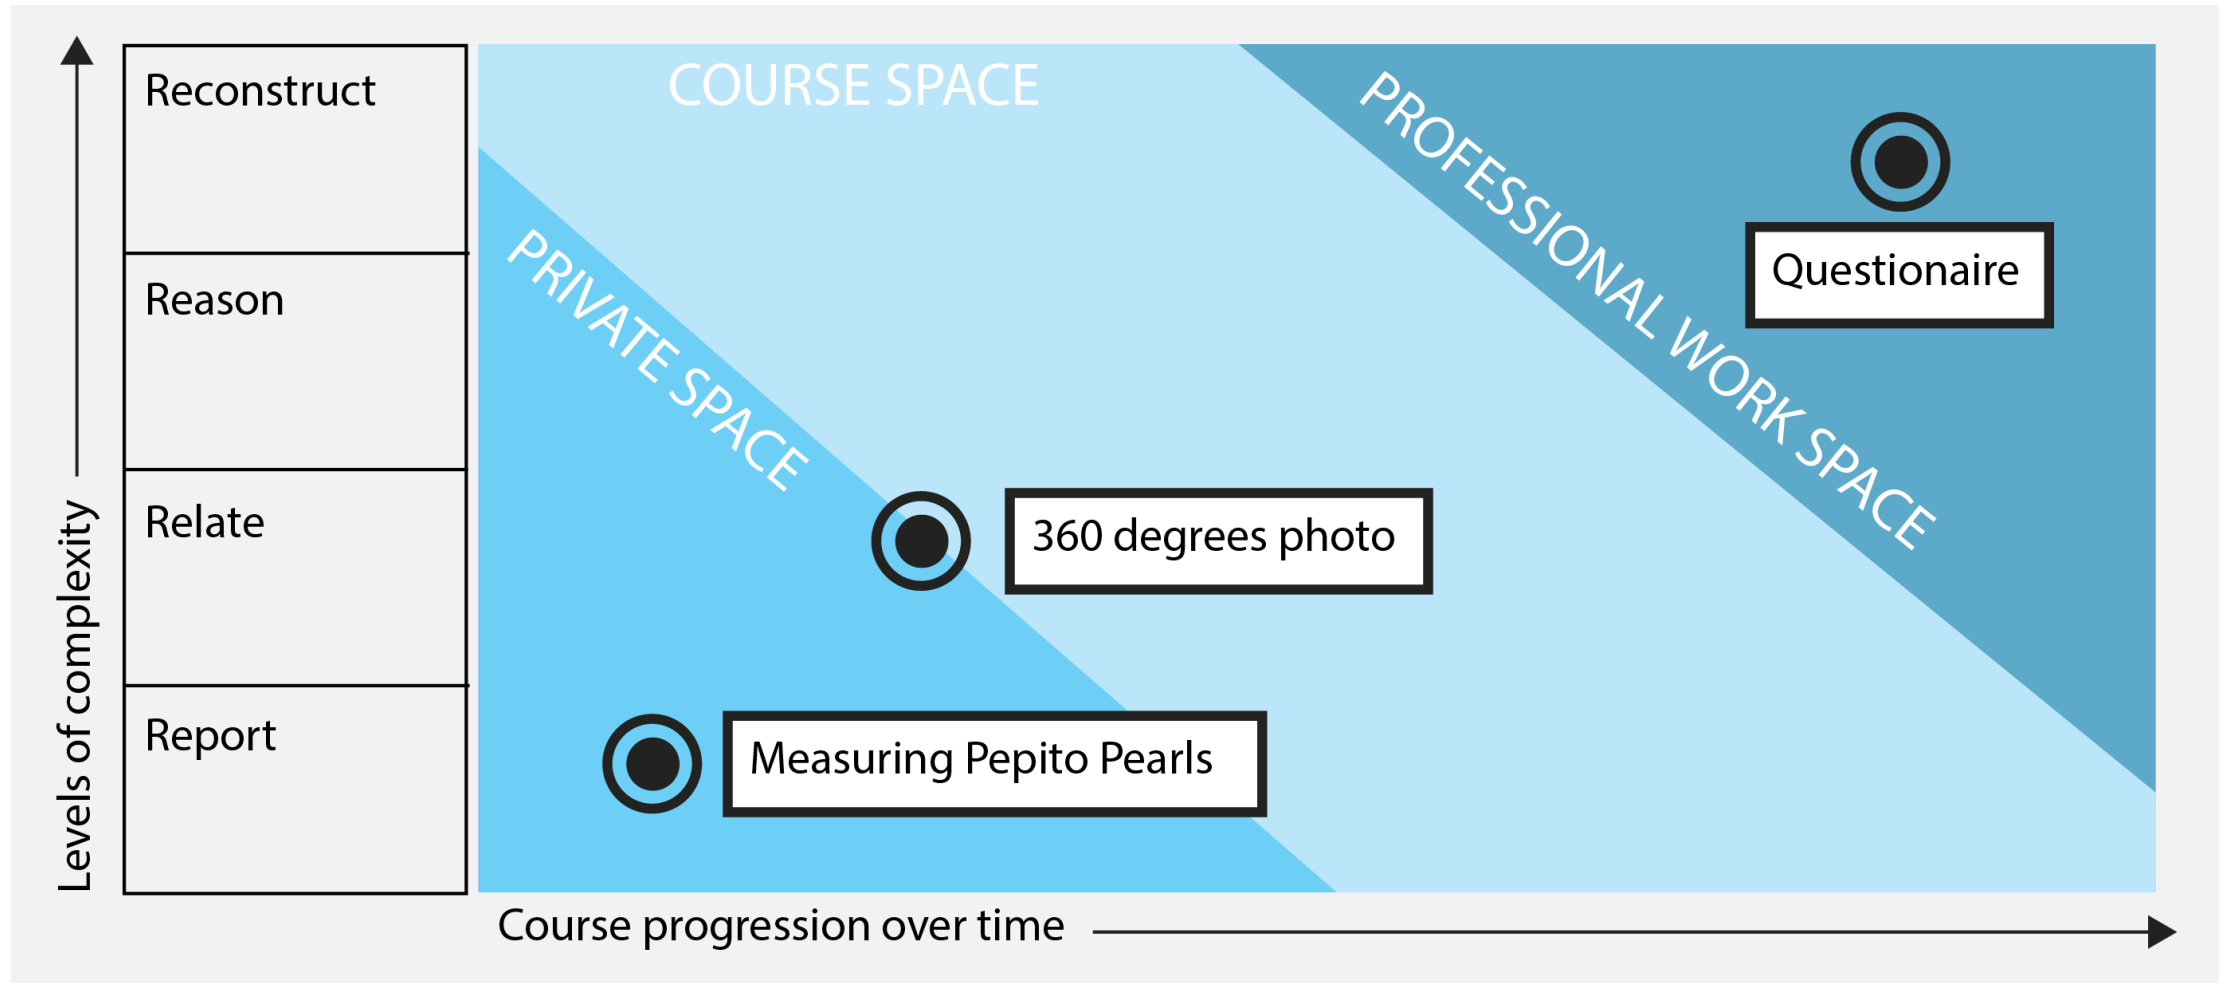 Reconstruct
Reason
Relate
Report
Levels of complexity
COURSE SPACE
PRIVATE SPACE
PROFESSIONAL WORK SPACE
Questionaire
360 degrees photo
Measuring Pepito Pearls
Course progression over time